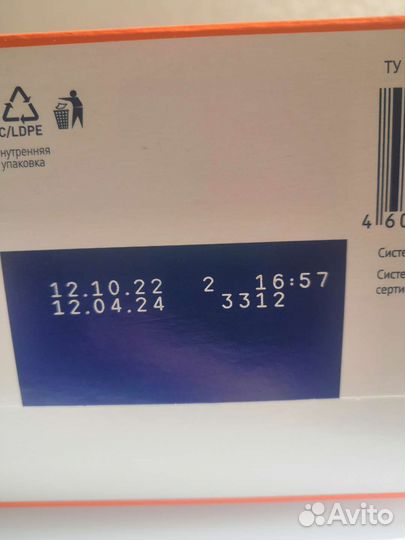 ТУ
C/LDPE
внутренняя
упаковка
4 60
Систе
Систе
серти
12.10.22 2 16:57
12.04.24 3312
Avito